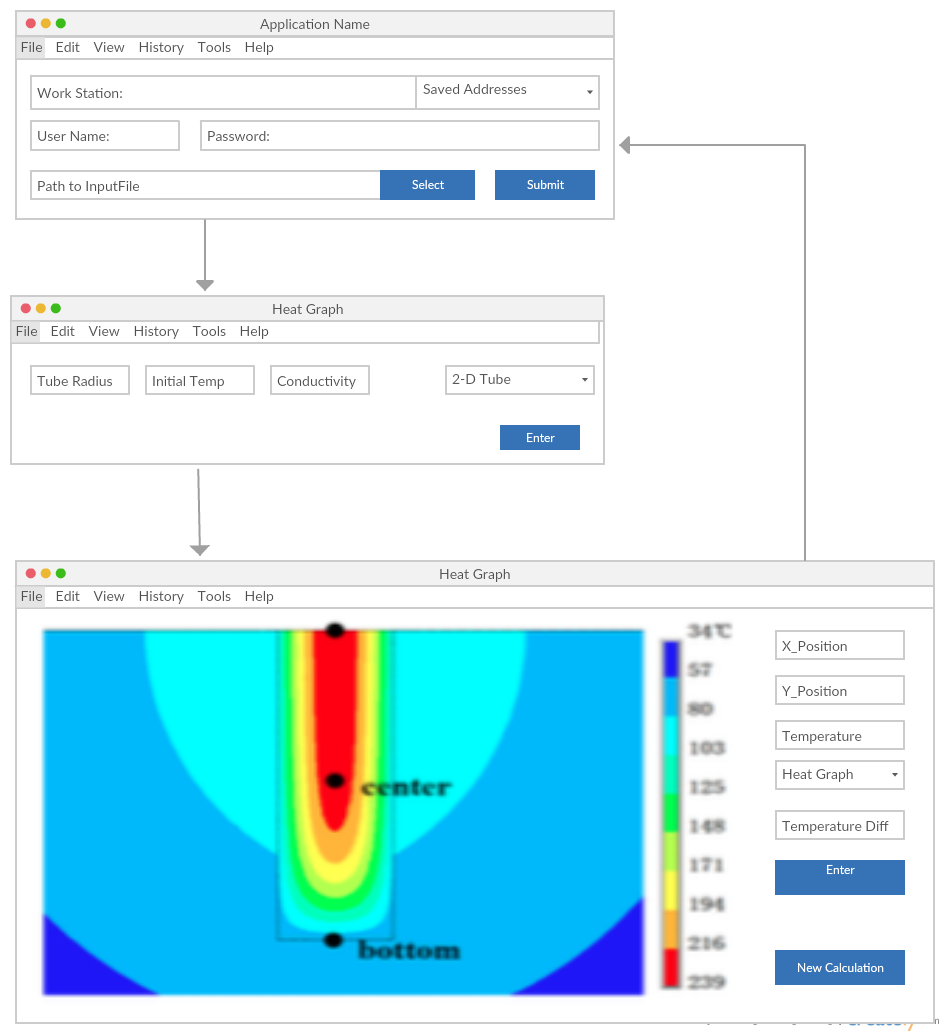 Application Name
File Edit View History Tools Help
Work Station:
Saved Addresses
User Name:
Password:
Path to InputFile
Select
Submit
Heat Graph
File Edit View History Tools Help
Tube Radius
Initial Temp
Conductivity
2-D Tube
Enter
Heat Graph
File Edit View History Tools Help
34℃
57
80
103
125
148
171
194
216
239
center
bottom
X_Position
Y_Position
Temperature
Heat Graph
Temperature Diff
Enter
New Calculation